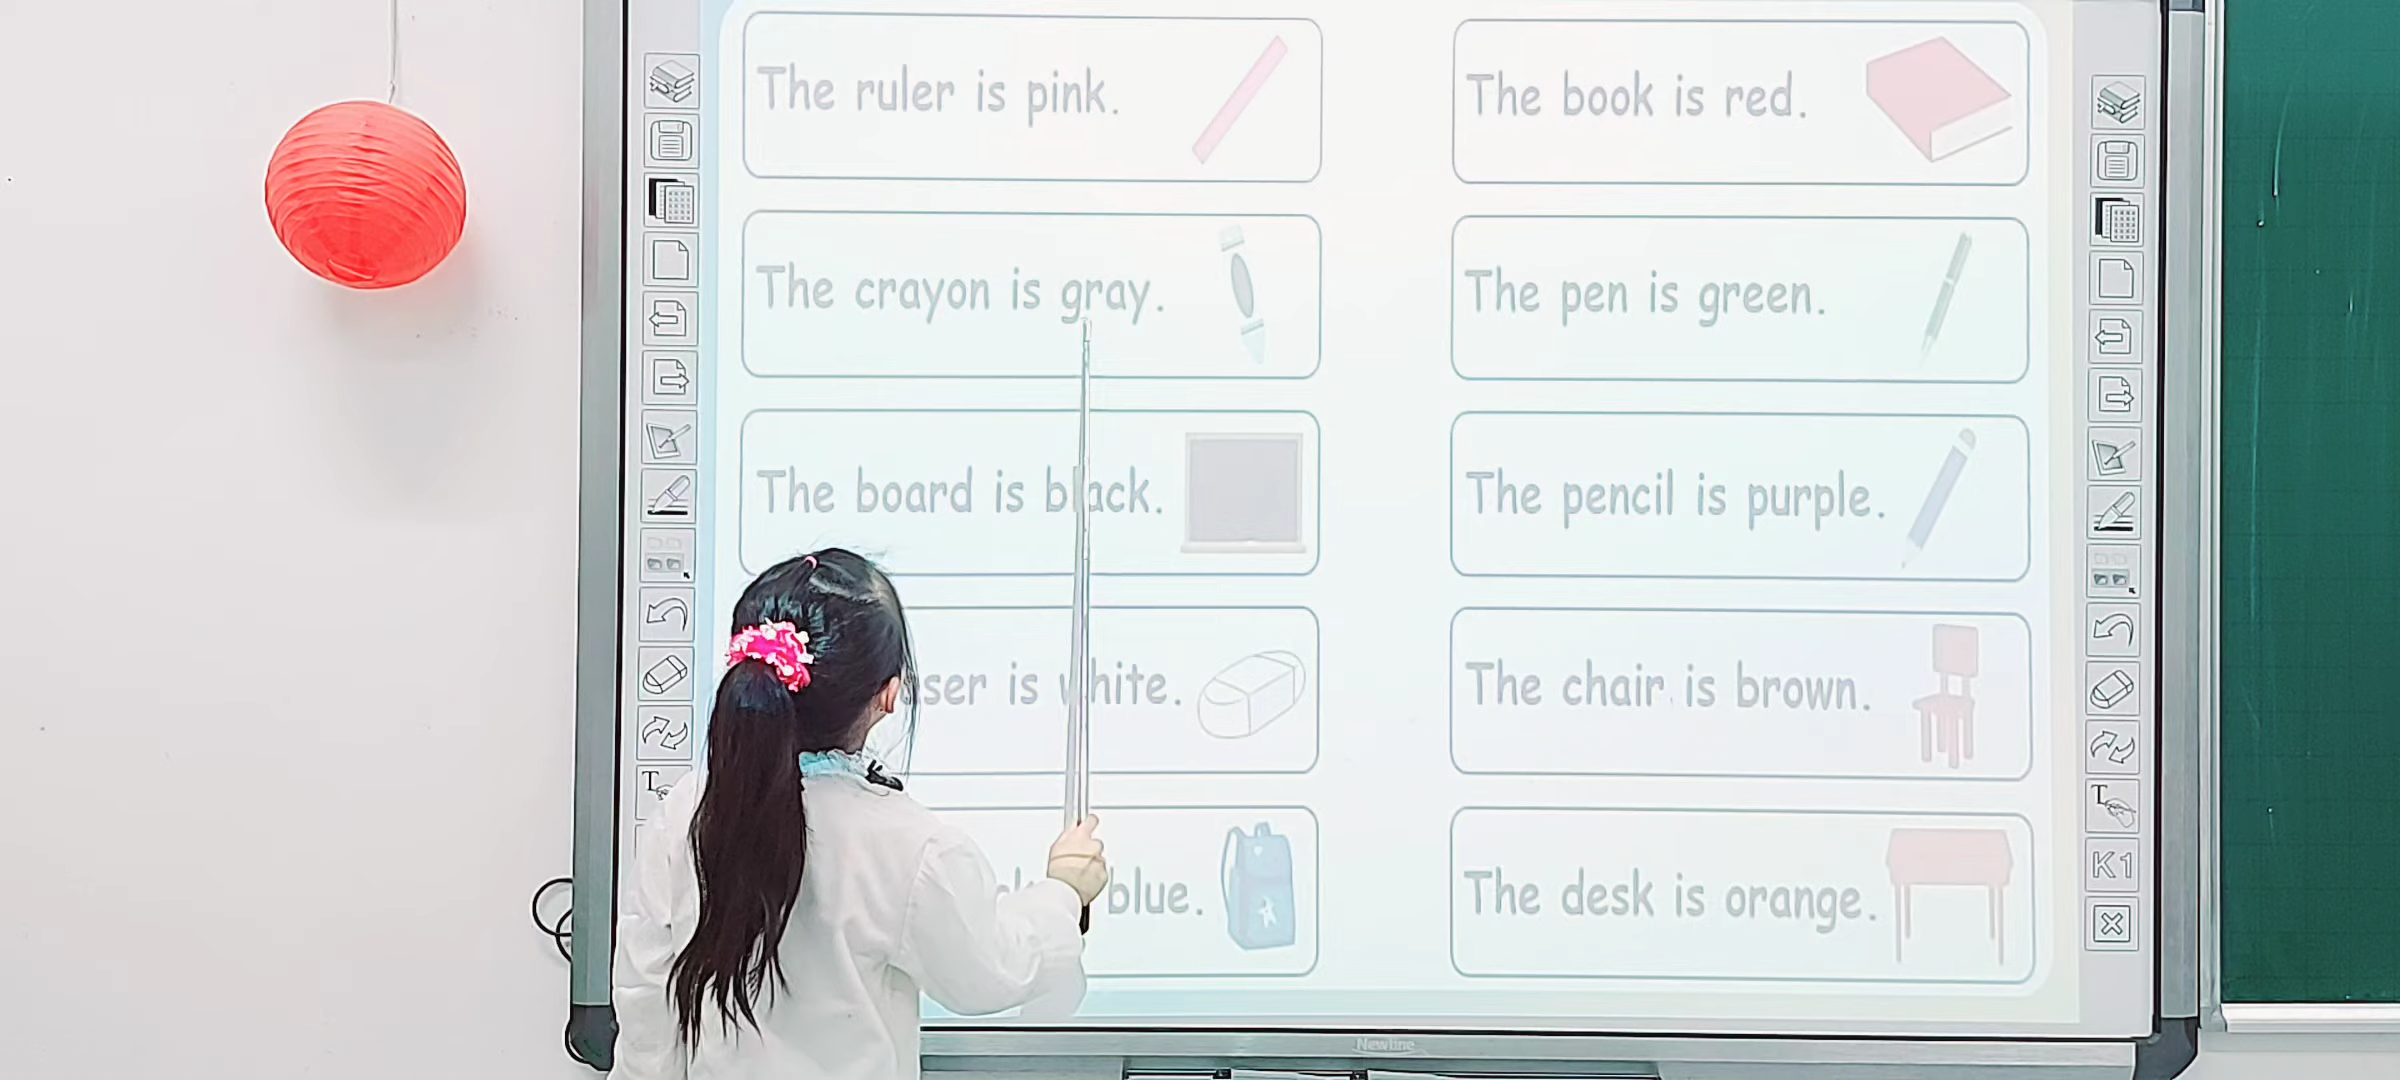 The ruler is pink.
The book is red.
The crayon is gray.
The pen is green.
The board is black.
The pencil is purple.
is white.
The chair is brown.
blue.
The desk is orange.
T
T
K1
Newline